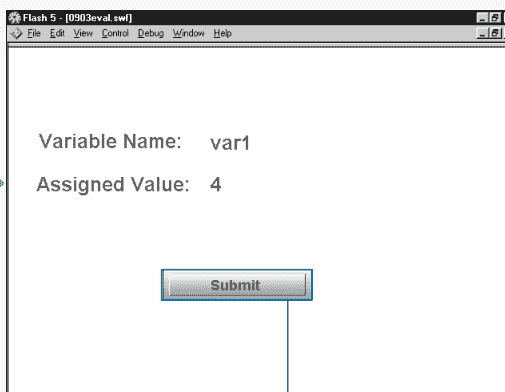 Flash 5 - [0903eval.swf]
File Edit View Control Debug Window Help
Variable Name: var1
Assigned Value: 4
Submit